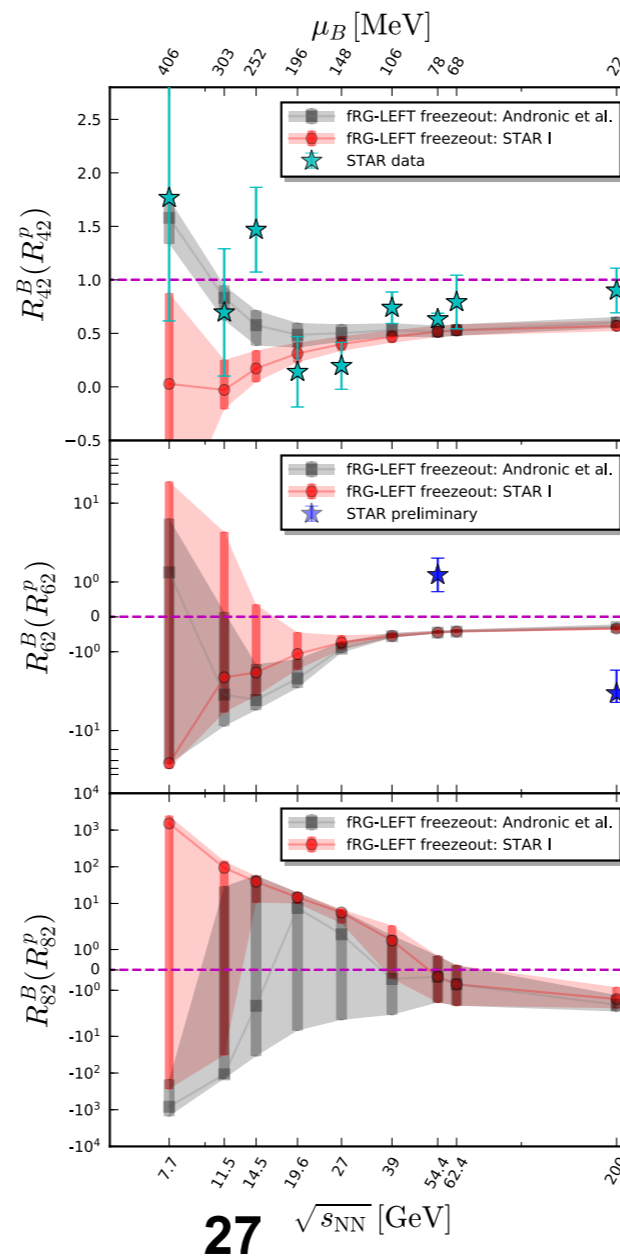 μ_B [MeV]
406 303 252 196 148 106 78 68 22
fRG-LEFT freezeout: Andronic et al.
fRG-LEFT freezeout: STAR I
STAR data
R^B_42(R^p_42)
2.5
2.0
1.5
1.0
0.5
0.0
−0.5
fRG-LEFT freezeout: Andronic et al.
fRG-LEFT freezeout: STAR I
STAR preliminary
R^B_62(R^p_62)
10^1
10^0
0
-10^0
-10^1
fRG-LEFT freezeout: Andronic et al.
fRG-LEFT freezeout: STAR I
R^B_82(R^p_82)
10^4
10^3
10^2
10^1
10^0
0
-10^0
-10^1
-10^2
-10^3
-10^4
7.7 11.5 14.5 19.6 27 39 54.4 62.4 200
√s_NN [GeV]
27